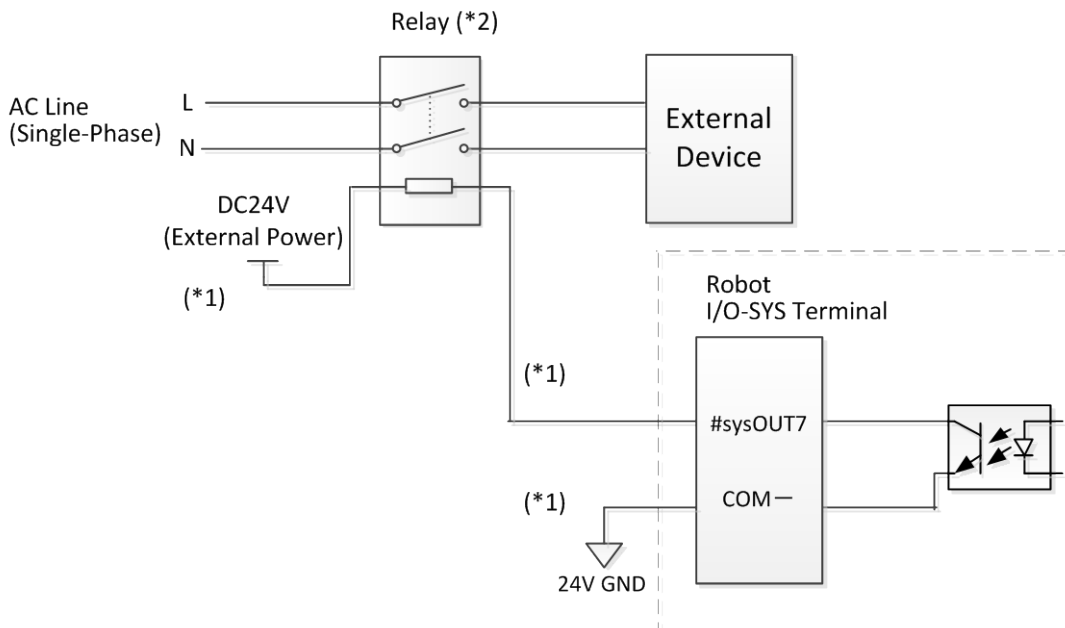 Relay (*2)
AC Line
(Single-Phase)
L
N
External
Device
DC24V
(External Power)
(*1)
Robot
I/O-SYS Terminal
(*1)
#sysOUT7
(*1)
COM—
24V GND